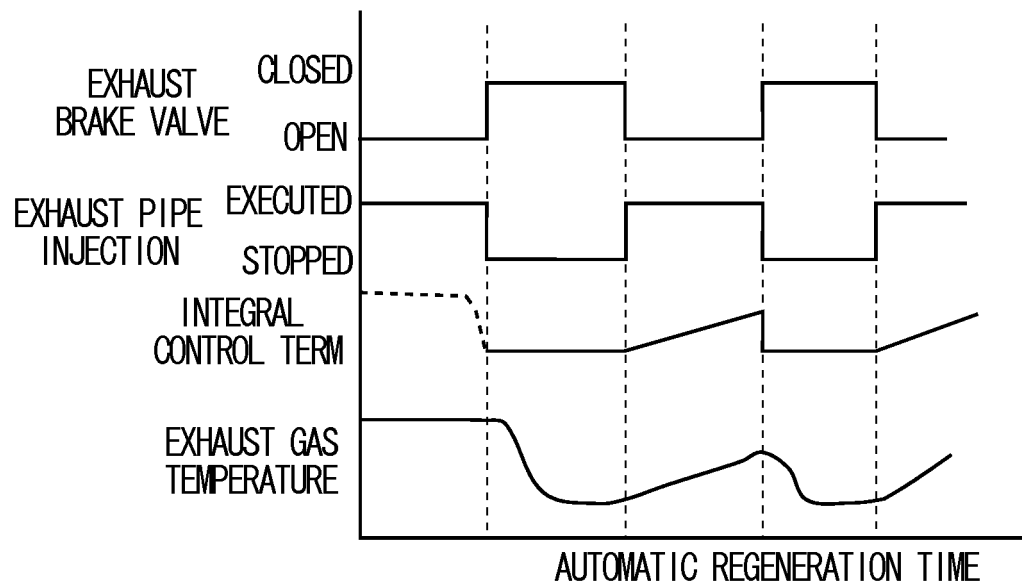 EXHAUST
BRAKE VALVE
CLOSED
OPEN
EXHAUST PIPE
INJECTION
EXECUTED
STOPPED
INTEGRAL
CONTROL TERM
EXHAUST GAS
TEMPERATURE
AUTOMATIC REGENERATION TIME